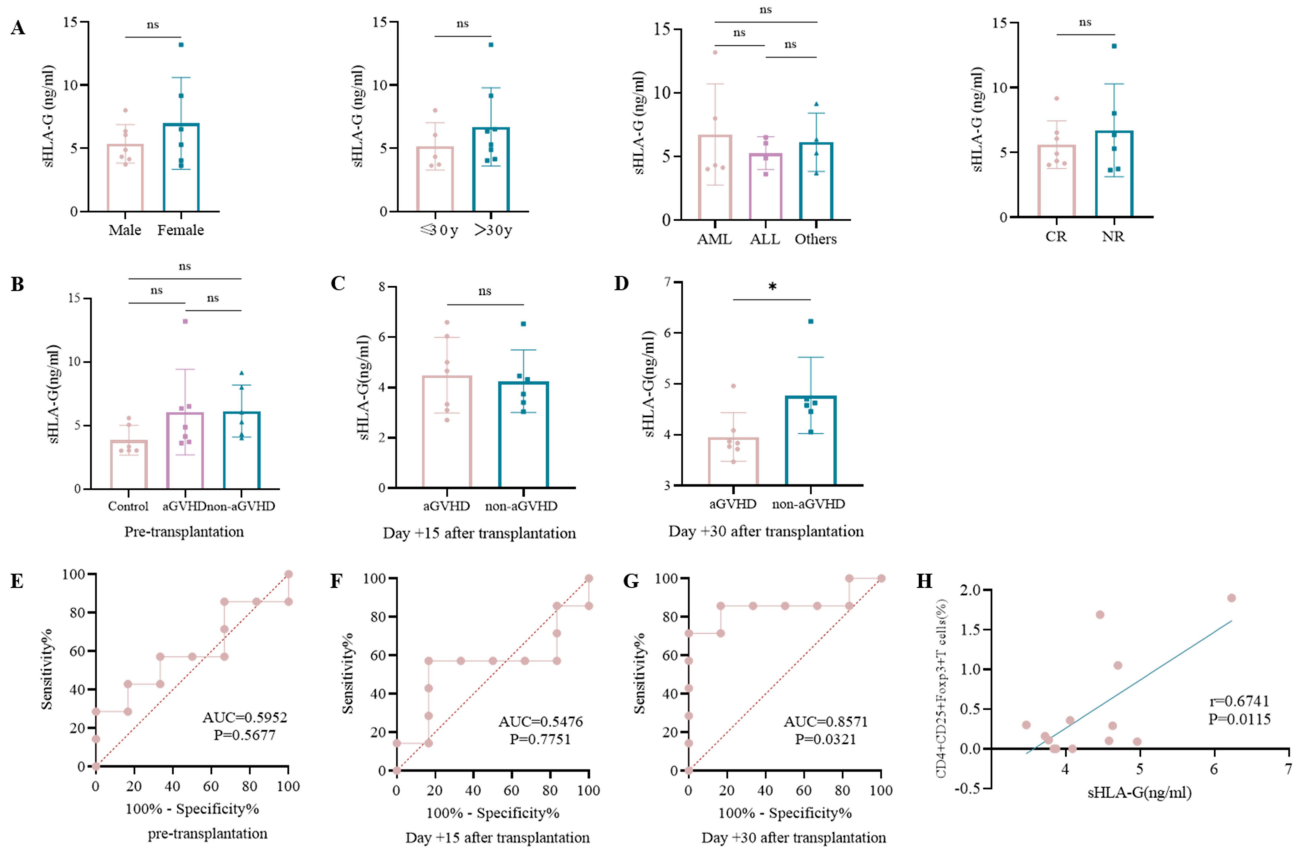 A
sHLA-G (ng/ml)
15
10
5
0
ns
Male Female
sHLA-G (ng/ml)
15
10
5
0
ns
≤30 y >30y
sHLA-G (ng/ml)
15
10
5
0
ns
ns
ns
AML ALL Others
sHLA-G (ng/ml)
15
10
5
0
ns
CR NR
B
sHLA-G(ng/ml)
15
10
5
0
ns
ns
ns
Control aGVHD non-aGVHD
Pre-transplantation
C
sHLA-G(ng/ml)
8
6
4
2
0
ns
aGVHD non-aGVHD
Day +15 after transplantation
D
sHLA-G(ng/ml)
7
6
5
4
3
*
aGVHD non-aGVHD
Day +30 after transplantation
E
Sensitivity%
100
80
60
40
20
0
AUC=0.5952
P=0.5677
0 20 40 60 80 100
100% - Specificity%
pre-transplantation
F
Sensitivity%
100
80
60
40
20
0
AUC=0.5476
P=0.7751
0 20 40 60 80 100
100% - Specificity%
Day +15 after transplantation
G
Sensitivity%
100
80
60
40
20
0
AUC=0.8571
P=0.0321
0 20 40 60 80 100
100% - Specificity%
Day +30 after transplantation
H
CD4+CD25+Foxp3+T cells(%)
2.0
1.5
1.0
0.5
0.0
-0.5
r=0.6741
P=0.0115
4 5 6 7
sHLA-G(ng/ml)